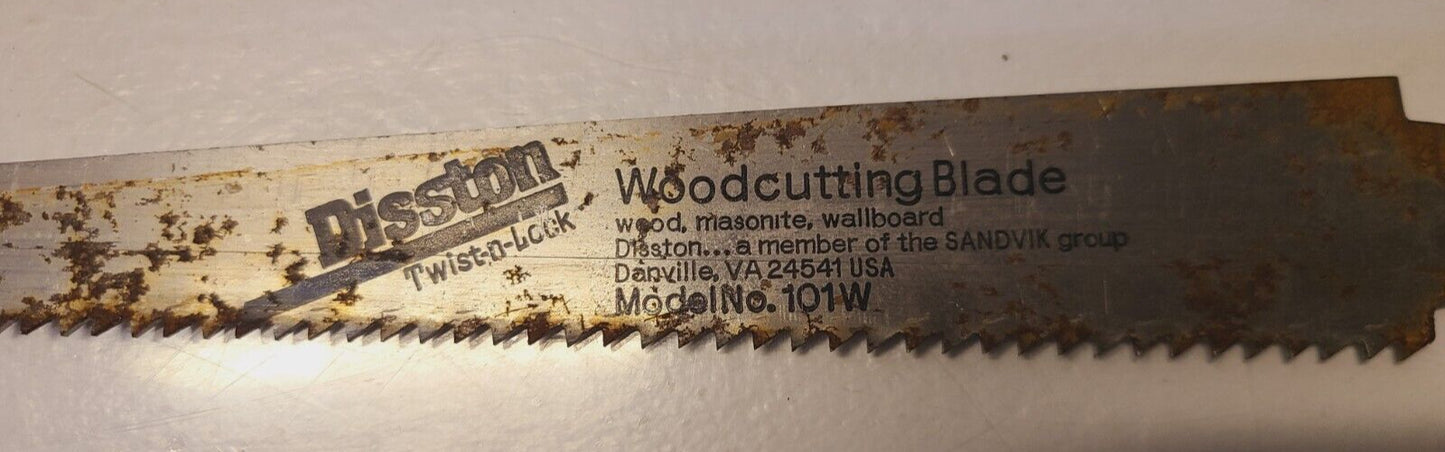 Disston
Twist-n-Lock
Woodcutting Blade
wood, masonite, wallboard
Disston... a member of the SANDVIK group
Danville, VA 24541 USA
Model No. 101W